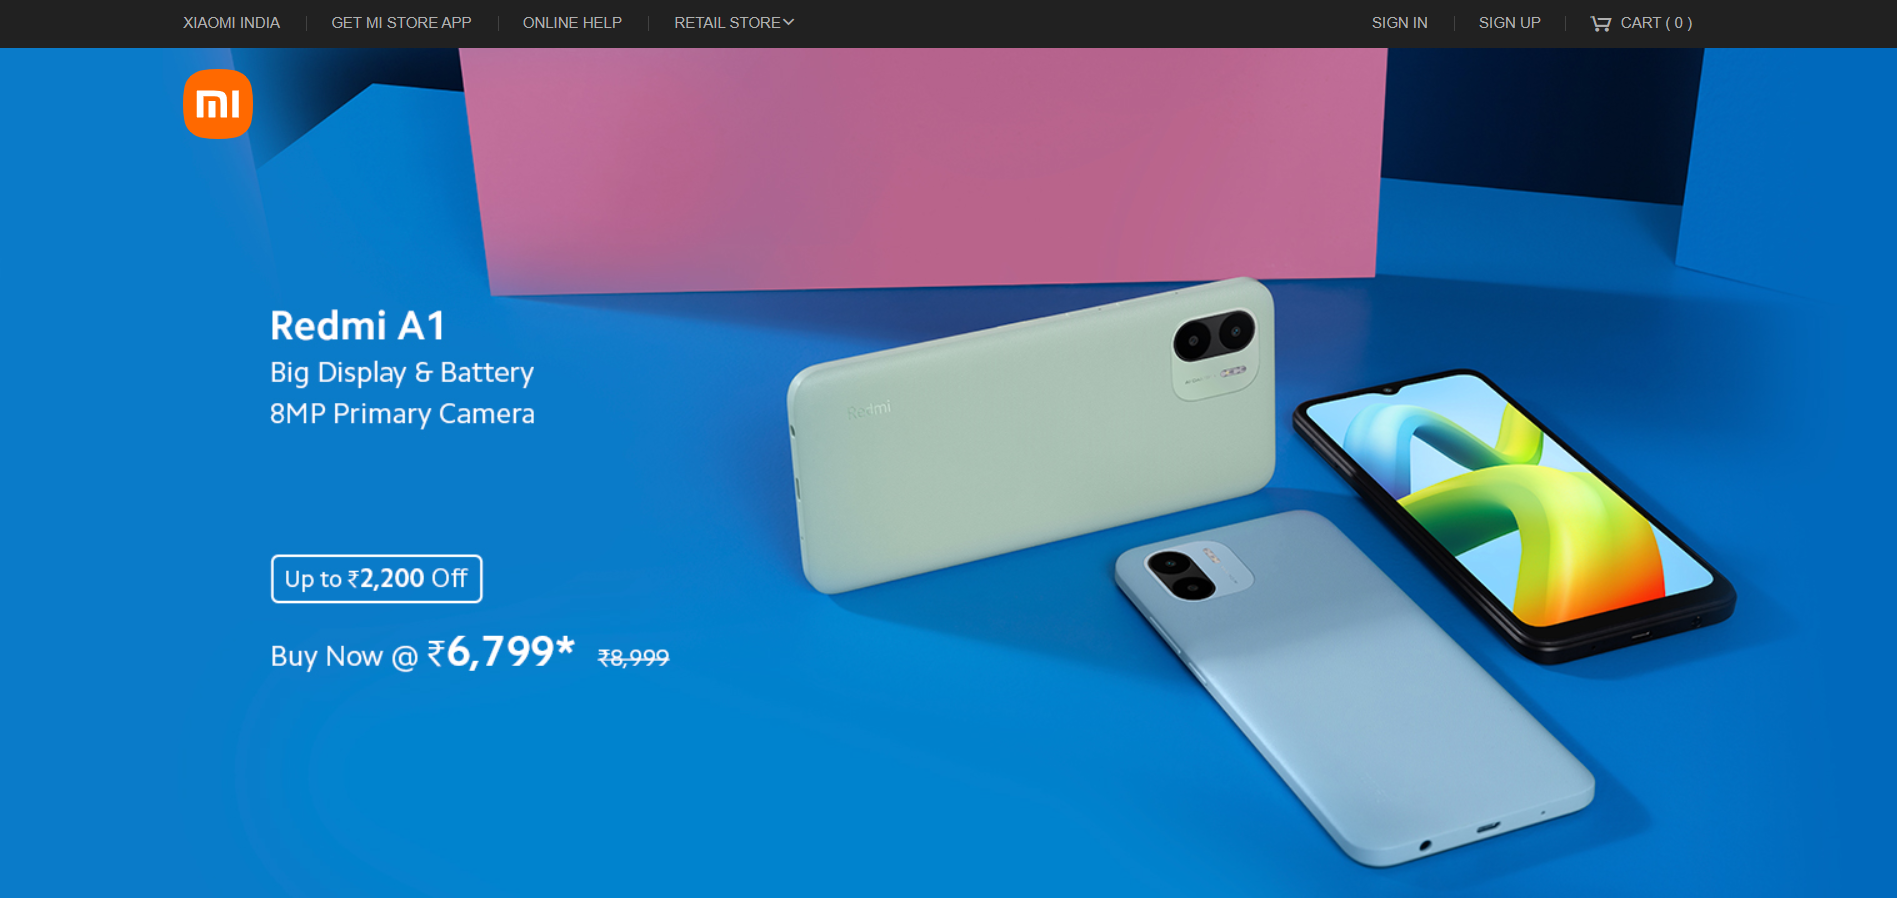 XIAOMI INDIA
GET MI STORE APP
ONLINE HELP
RETAIL STORE
SIGN IN
SIGN UP
CART ( 0 )
mi
Redmi A1
Big Display & Battery
8MP Primary Camera
Redmi
Up to ₹2,200 Off
Buy Now @ ₹6,799* ₹8,999